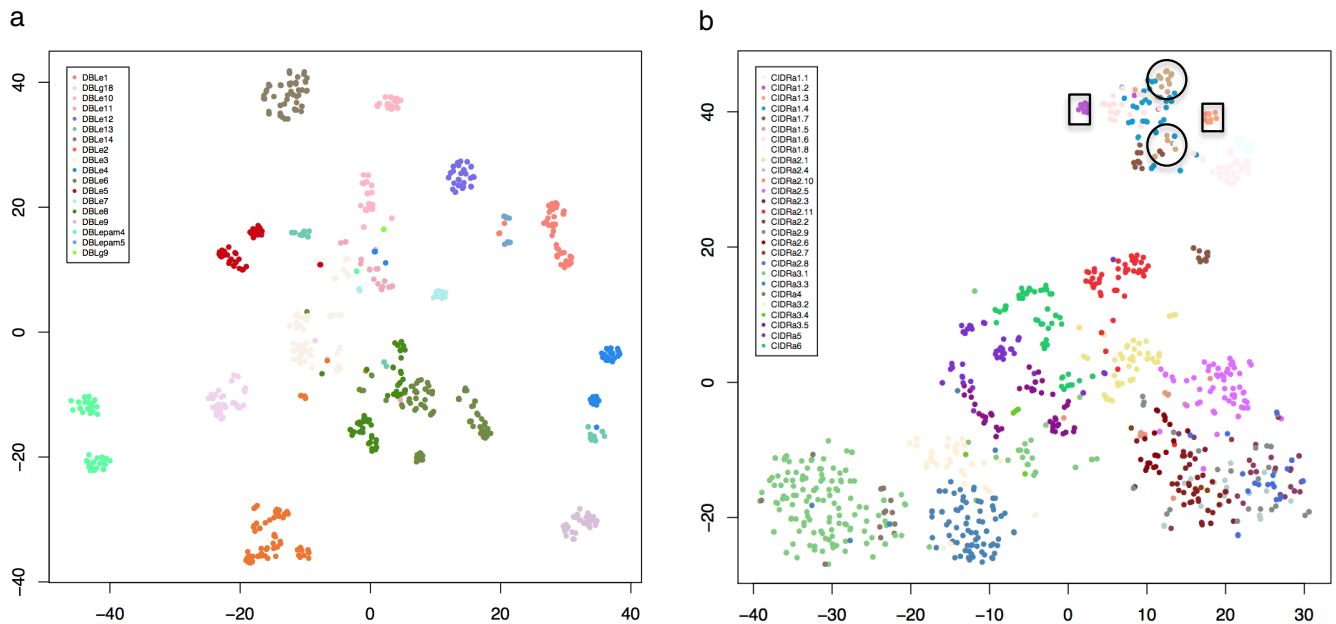 a
40
20
0
−20
−40
−40
−20
0
20
40
DBLe1
DBLg18
DBLe10
DBLe11
DBLe12
DBLe13
DBLe14
DBLe2
DBLe3
DBLe4
DBLe6
DBLe5
DBLe7
DBLe8
DBLe9
DBLepam4
DBLepam5
DBLg9
b
40
20
0
−20
−40
−30
−20
−10
0
10
20
30
CIDRa1.1
CIDRa1.2
CIDRa1.3
CIDRa1.4
CIDRa1.7
CIDRa1.5
CIDRa1.6
CIDRa1.8
CIDRa2.1
CIDRa2.4
CIDRa2.10
CIDRa2.5
CIDRa2.3
CIDRa2.11
CIDRa2.2
CIDRa2.9
CIDRa2.6
CIDRa2.7
CIDRa2.8
CIDRa3.1
CIDRa3.3
CIDRa4
CIDRa3.2
CIDRa3.4
CIDRa3.5
CIDRa5
CIDRa6